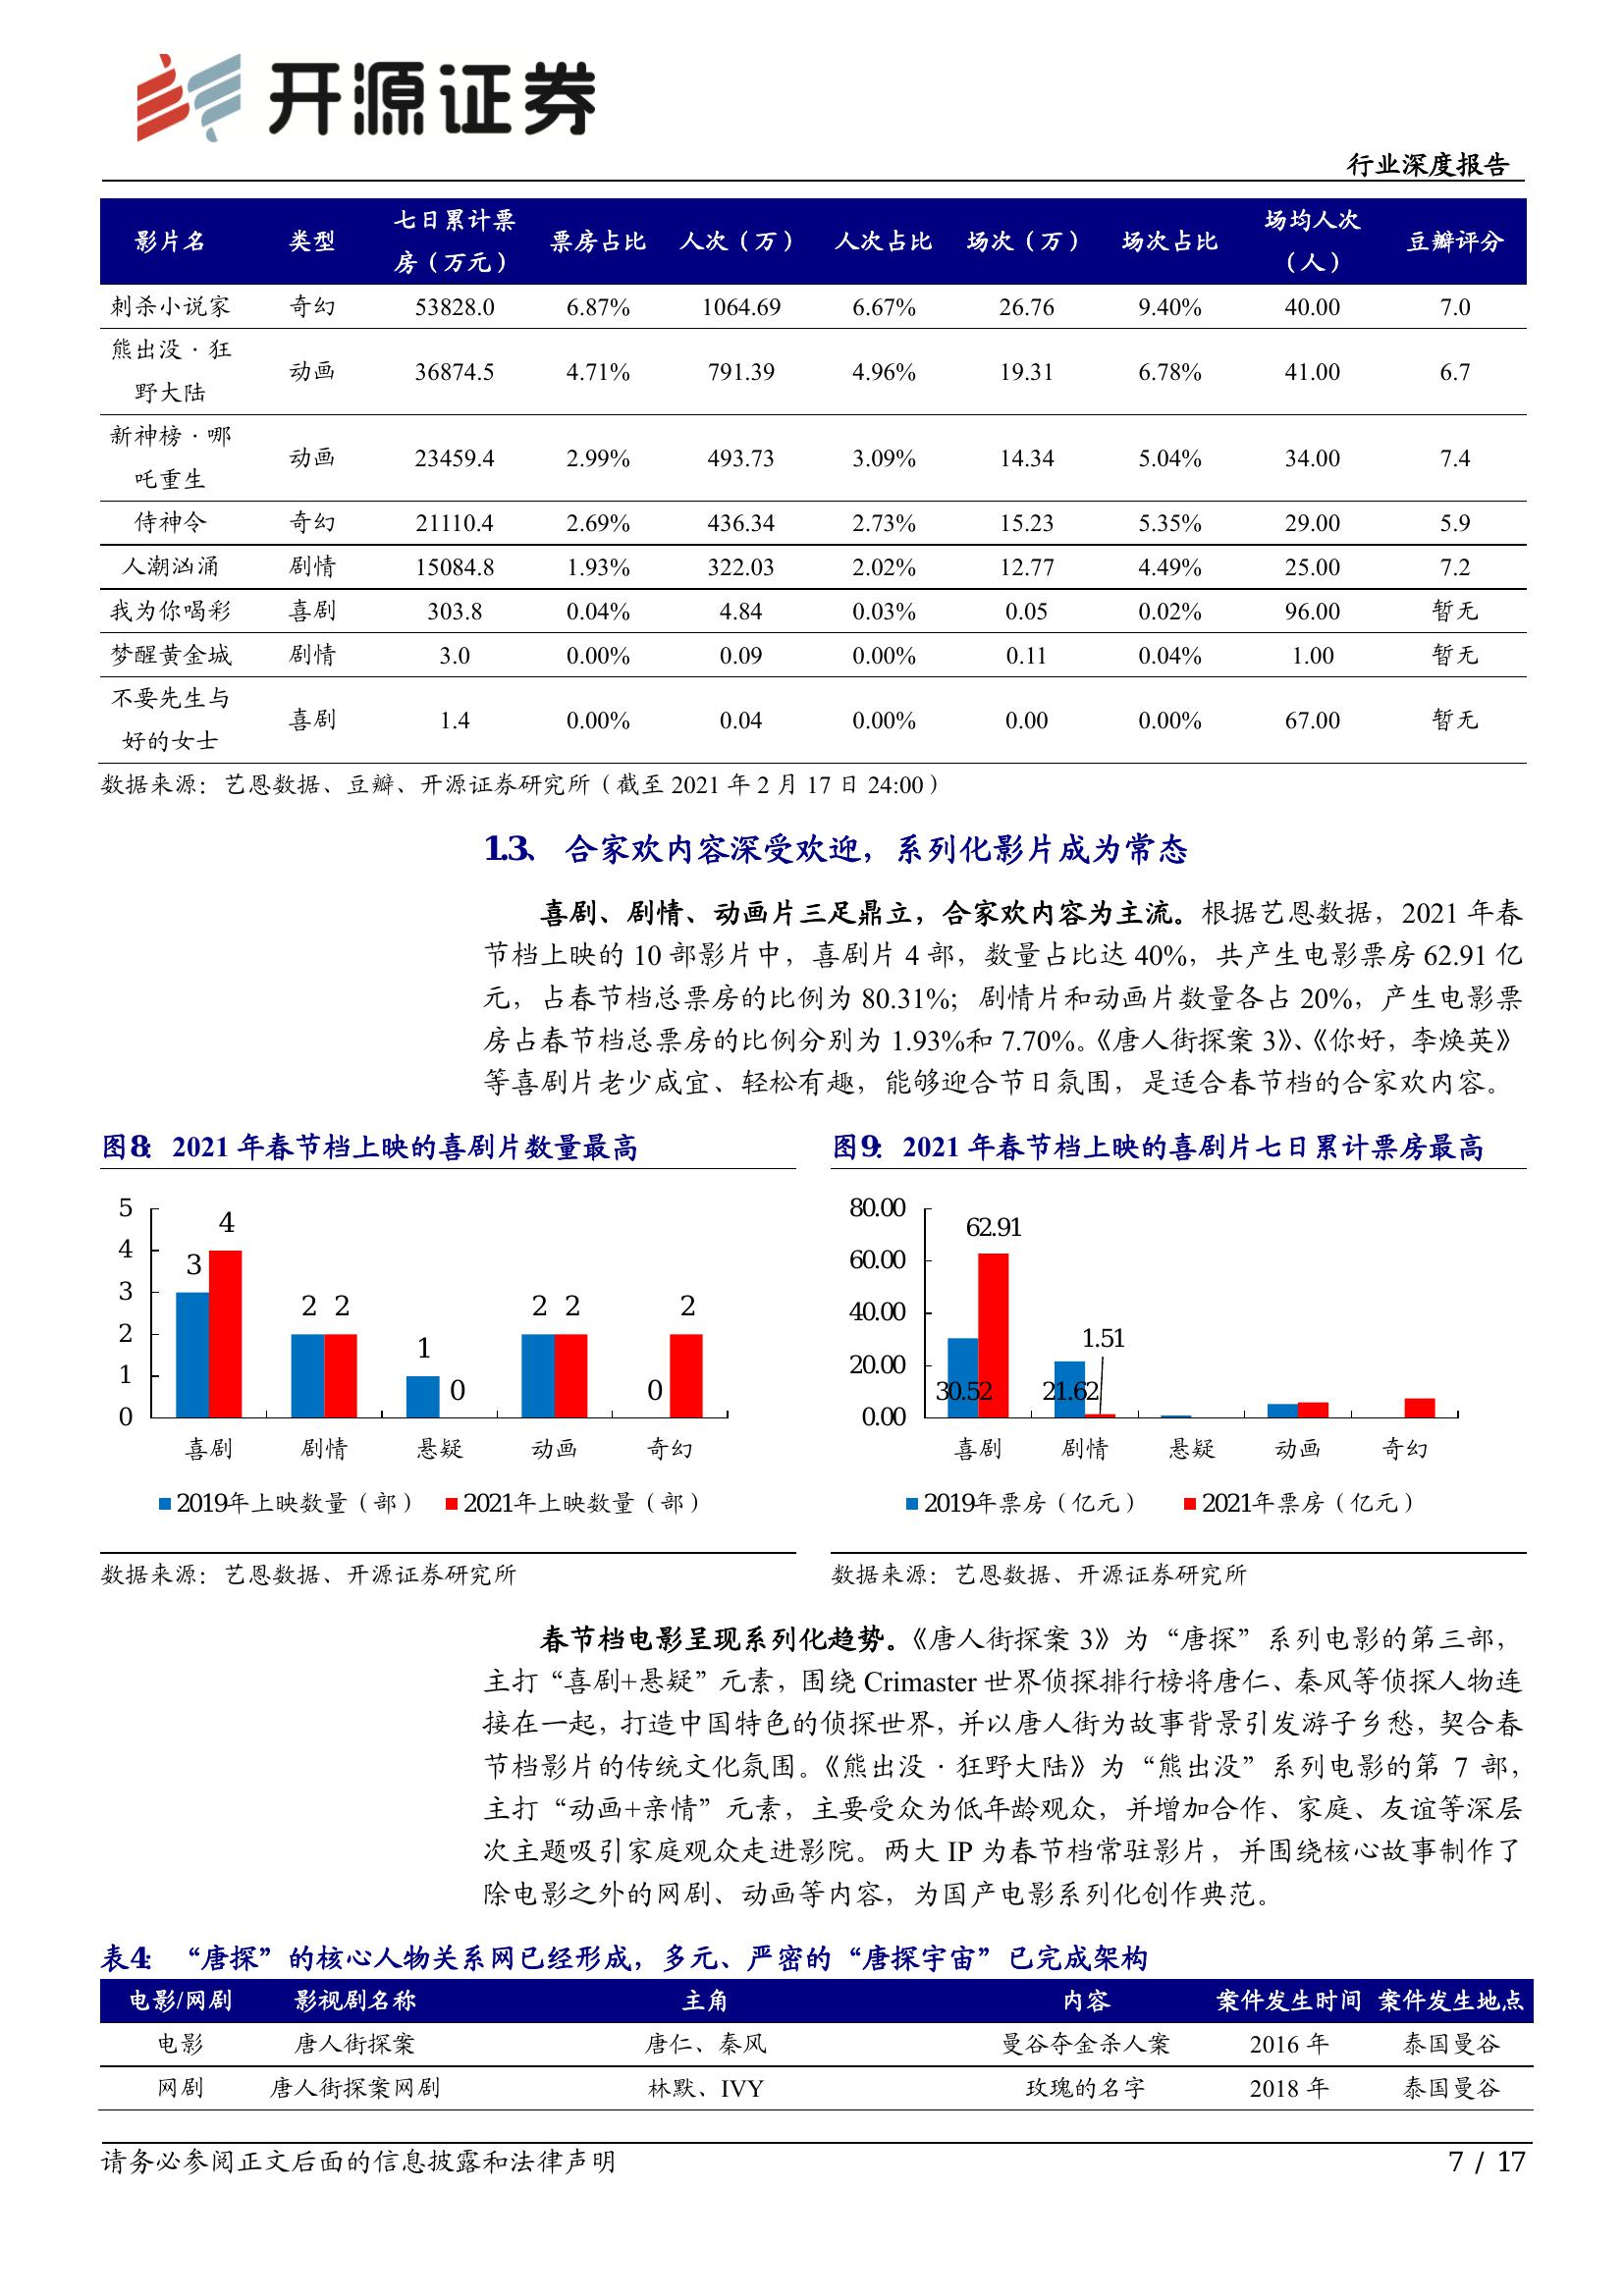 开源证券
行业深度报告
影片名 类型 七日累计票房（万元） 票房占比 人次（万） 人次占比 场次（万） 场次占比 场均人次（人） 豆瓣评分
刺杀小说家 奇幻 53828.0 6.87% 1064.69 6.67% 26.76 9.40% 40.00 7.0
熊出没·狂野大陆 动画 36874.5 4.71% 791.39 4.96% 19.31 6.78% 41.00 6.7
新神榜·哪吒重生 动画 23459.4 2.99% 493.73 3.09% 14.34 5.04% 34.00 7.4
侍神令 奇幻 21110.4 2.69% 436.34 2.73% 15.23 5.35% 29.00 5.9
人潮汹涌 剧情 15084.8 1.93% 322.03 2.02% 12.77 4.49% 25.00 7.2
我为你喝彩 喜剧 303.8 0.04% 4.84 0.03% 0.05 0.02% 96.00 暂无
梦醒黄金城 剧情 3.0 0.00% 0.09 0.00% 0.11 0.04% 1.00 暂无
不要先生与好的女士 喜剧 1.4 0.00% 0.04 0.00% 0.00 0.00% 67.00 暂无
数据来源：艺恩数据、豆瓣、开源证券研究所（截至 2021 年 2 月 17 日 24:00）
1.3、 合家欢内容深受欢迎，系列化影片成为常态
喜剧、剧情、动画片三足鼎立，合家欢内容为主流。根据艺恩数据，2021 年春
节档上映的 10 部影片中，喜剧片 4 部，数量占比达 40%，共产生电影票房 62.91 亿
元，占春节档总票房的比例为 80.31%；剧情片和动画片数量各占 20%，产生电影票
房占春节档总票房的比例分别为 1.93%和 7.70%。《唐人街探案 3》、《你好，李焕英》
等喜剧片老少咸宜、轻松有趣，能够迎合节日氛围，是适合春节档的合家欢内容。
图8： 2021 年春节档上映的喜剧片数量最高
5
4
3
2
1
0
3 4
2 2
1 0
2 2
0 2
喜剧 剧情 悬疑 动画 奇幻
2019年上映数量（部） 2021年上映数量（部）
数据来源：艺恩数据、开源证券研究所
图9： 2021 年春节档上映的喜剧片七日累计票房最高
80.00
60.00
40.00
20.00
0.00
30.52 62.91
21.62 1.51
喜剧 剧情 悬疑 动画 奇幻
2019年票房（亿元） 2021年票房（亿元）
数据来源：艺恩数据、开源证券研究所
春节档电影呈现系列化趋势。《唐人街探案 3》为“唐探”系列电影的第三部，
主打“喜剧+悬疑”元素，围绕 Crimaster 世界侦探排行榜将唐仁、秦风等侦探人物连
接在一起，打造中国特色的侦探世界，并以唐人街为故事背景引发游子乡愁，契合春
节档影片的传统文化氛围。《熊出没·狂野大陆》为“熊出没”系列电影的第 7 部，
主打“动画+亲情”元素，主要受众为低年龄观众，并增加合作、家庭、友谊等深层
次主题吸引家庭观众走进影院。两大 IP 为春节档常驻影片，并围绕核心故事制作了
除电影之外的网剧、动画等内容，为国产电影系列化创作典范。
表4： “唐探”的核心人物关系网已经形成，多元、严密的“唐探宇宙”已完成架构
电影/网剧 影视剧名称 主角 内容 案件发生时间 案件发生地点
电影 唐人街探案 唐仁、秦风 曼谷夺金杀人案 2016 年 泰国曼谷
网剧 唐人街探案网剧 林默、IVY 玫瑰的名字 2018 年 泰国曼谷
请务必参阅正文后面的信息披露和法律声明
7 / 17